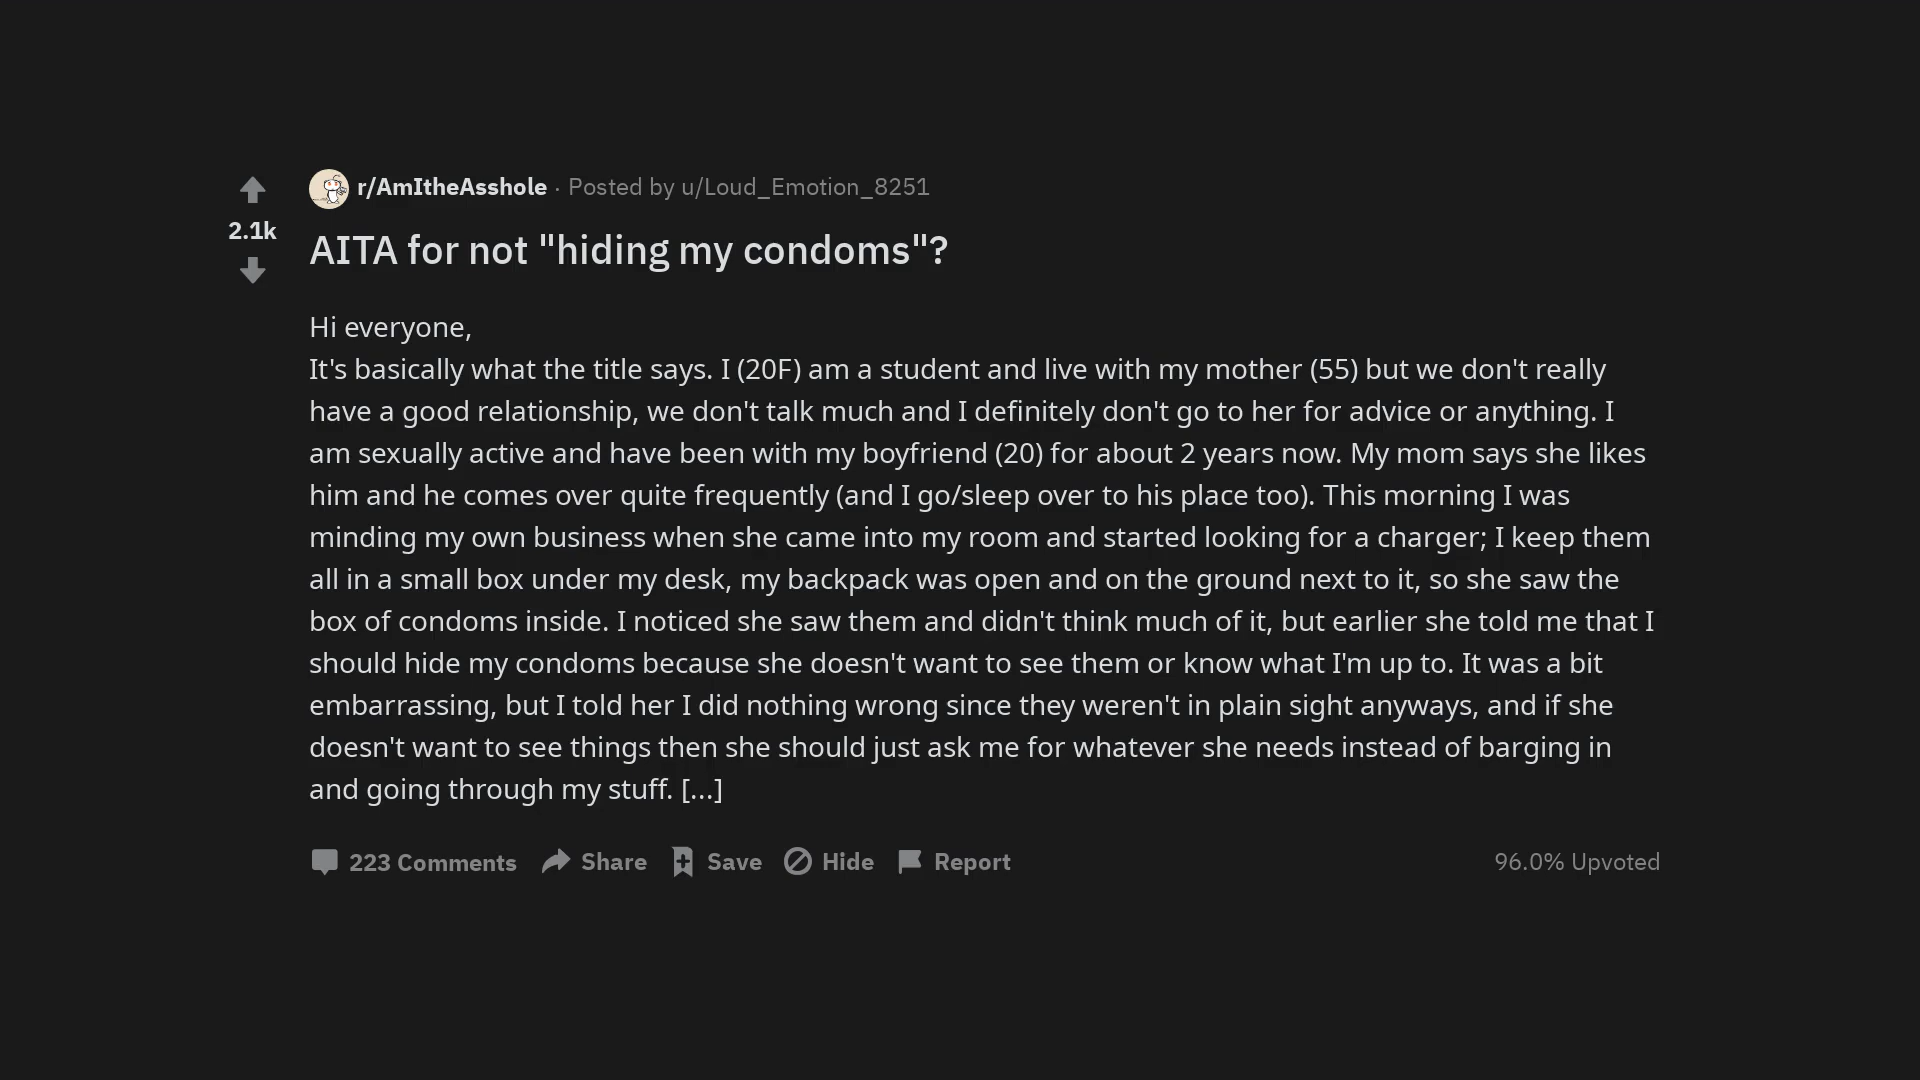 r/AmItheAsshole · Posted by u/Loud_Emotion_8251
2.1k
AITA for not "hiding my condoms"?
Hi everyone,
It's basically what the title says. I (20F) am a student and live with my mother (55) but we don't really
have a good relationship, we don't talk much and I definitely don't go to her for advice or anything. I
am sexually active and have been with my boyfriend (20) for about 2 years now. My mom says she likes
him and he comes over quite frequently (and I go/sleep over to his place too). This morning I was
minding my own business when she came into my room and started looking for a charger; I keep them
all in a small box under my desk, my backpack was open and on the ground next to it, so she saw the
box of condoms inside. I noticed she saw them and didn't think much of it, but earlier she told me that I
should hide my condoms because she doesn't want to see them or know what I'm up to. It was a bit
embarrassing, but I told her I did nothing wrong since they weren't in plain sight anyways, and if she
doesn't want to see things then she should just ask me for whatever she needs instead of barging in
and going through my stuff. [...]
223 Comments Share Save Hide Report 96.0% Upvoted